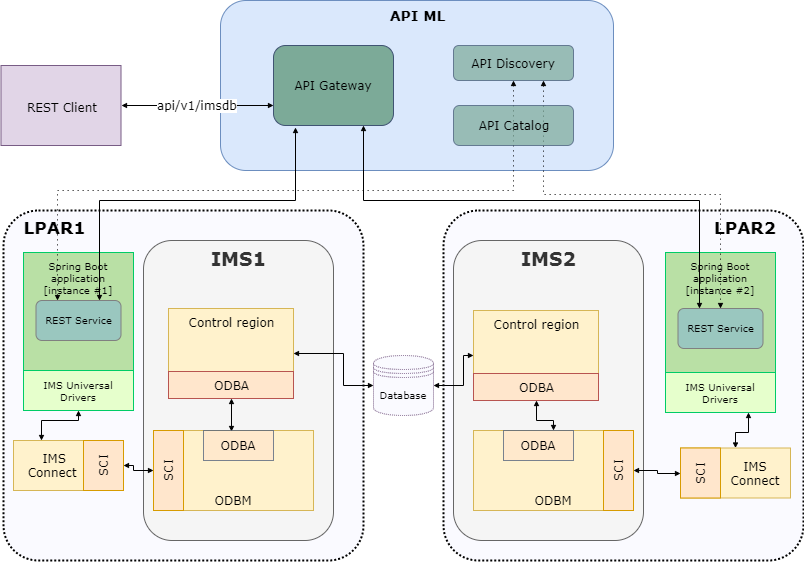 API ML
API Gateway
API Discovery
API Catalog
REST Client
api/v1/imsdb
LPAR1
IMS1
Spring Boot
application
[instance #1]
REST Service
IMS Universal
Drivers
IMS
Connect
SCI
Control region
ODBA
SCI
ODBA
ODBM
Database
LPAR2
IMS2
Control region
ODBA
ODBA
ODBM
SCI
Spring Boot
application
[instance #2]
REST Service
IMS Universal
Drivers
SCI
IMS
Connect